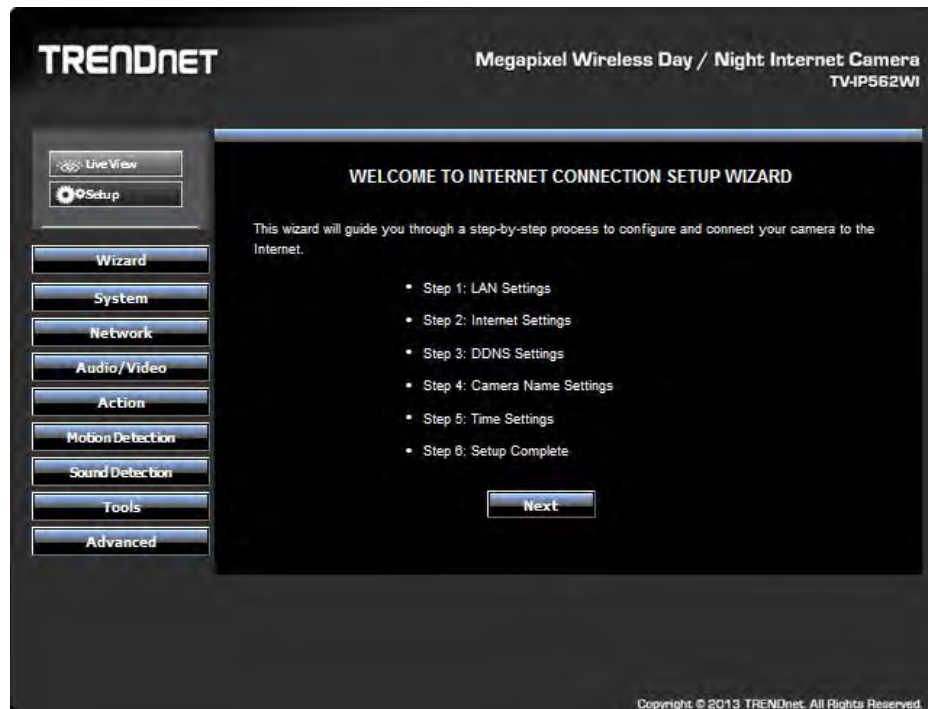 TRENDnet
Megapixel Wireless Day / Night Internet Camera
TV-IP562WI
Live View
Setup
Wizard
System
Network
Audio/Video
Action
Motion Detection
Sound Detection
Tools
Advanced
WELCOME TO INTERNET CONNECTION SETUP WIZARD
This wizard will guide you through a step-by-step process to configure and connect your camera to the
Internet.
• Step 1: LAN Settings
• Step 2: Internet Settings
• Step 3: DDNS Settings
• Step 4: Camera Name Settings
• Step 5: Time Settings
• Step 6: Setup Complete
Next
Copyright © 2013 TRENDnet. All Rights Reserved.